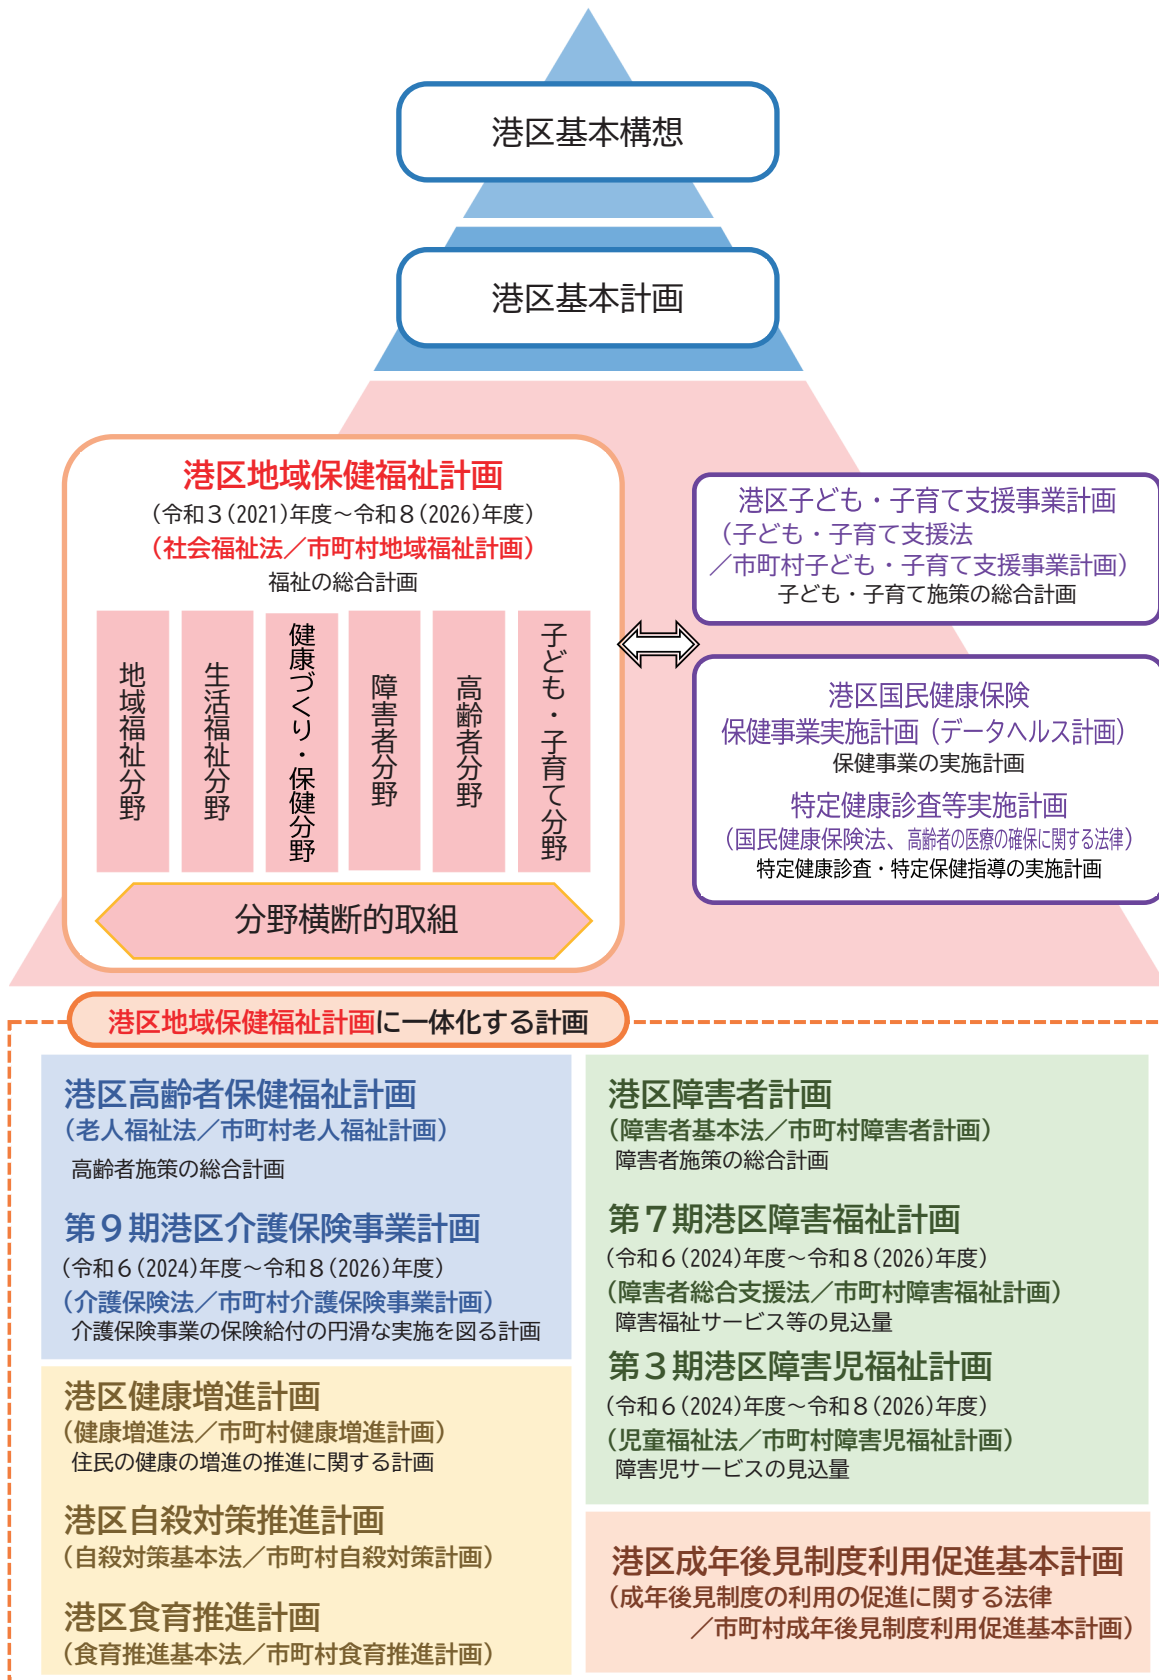 港区基本構想
港区基本計画
港区地域保健福祉計画
(令和３(2021)年度～令和８(2026)年度)
(社会福祉法／市町村地域福祉計画)
福祉の総合計画
地域福祉分野
生活福祉分野
健康づくり・保健分野
障害者分野
高齢者分野
子ども・子育て分野
分野横断的取組
港区子ども・子育て支援事業計画
(子ども・子育て支援法
／市町村子ども・子育て支援事業計画)
子ども・子育て施策の総合計画
港区国民健康保険
保健事業実施計画(データヘルス計画)
保健事業の実施計画
特定健康診査等実施計画
(国民健康保険法、高齢者の医療の確保に関する法律)
特定健康診査・特定保健指導の実施計画
港区地域保健福祉計画に一体化する計画
港区高齢者保健福祉計画
(老人福祉法／市町村老人福祉計画)
高齢者施策の総合計画
第９期港区介護保険事業計画
(令和６(2024)年度～令和８(2026)年度)
(介護保険法／市町村介護保険事業計画)
介護保険事業の保険給付の円滑な実施を図る計画
港区健康増進計画
(健康増進法／市町村健康増進計画)
住民の健康の増進の推進に関する計画
港区自殺対策推進計画
(自殺対策基本法／市町村自殺対策計画)
港区食育推進計画
(食育推進基本法／市町村食育推進計画)
港区障害者計画
(障害者基本法／市町村障害者計画)
障害者施策の総合計画
第７期港区障害福祉計画
(令和６(2024)年度～令和８(2026)年度)
(障害者総合支援法／市町村障害福祉計画)
障害福祉サービス等の見込量
第３期港区障害児福祉計画
(令和６(2024)年度～令和８(2026)年度)
(児童福祉法／市町村障害児福祉計画)
障害児サービスの見込量
港区成年後見制度利用促進基本計画
(成年後見制度の利用の促進に関する法律
／市町村成年後見制度利用促進基本計画)